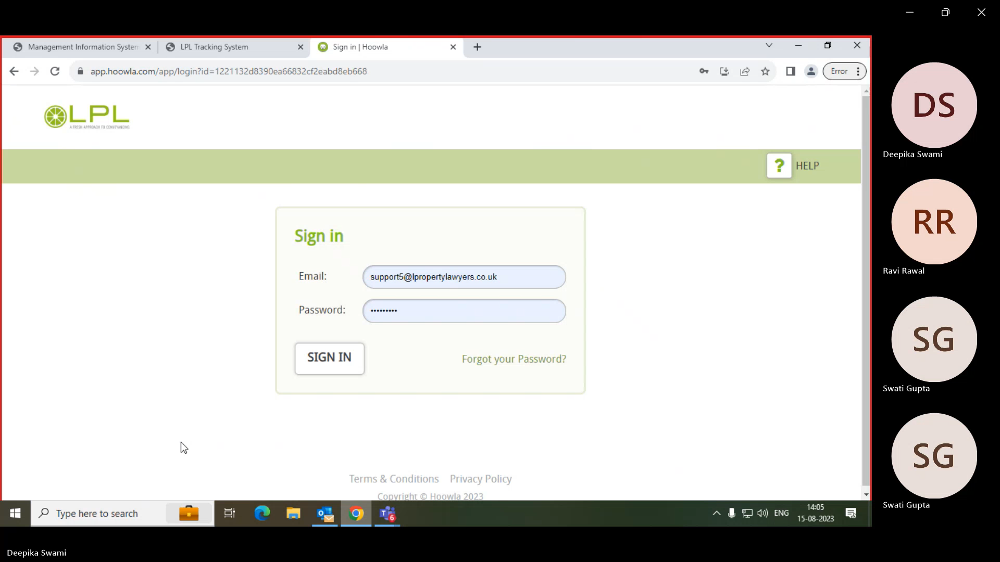 Management Information System
LPL Tracking System
Sign in | Hoowla
app.hoowla.com/app/login?id=1221132d8390ea66832cf2eabd8eb668
Error
LPL
A FRESH APPROACH TO CONVEYANCING
? HELP
Sign in
Email: support5@lpropertylawyers.co.uk
Password: •••••••••
SIGN IN
Forgot your Password?
Terms & Conditions Privacy Policy
Copyright © Hoowla 2023
Type here to search
T 6
ENG
14:05
15-08-2023
DS
Deepika Swami
RR
Ravi Rawal
SG
Swati Gupta
SG
Swati Gupta
Deepika Swami